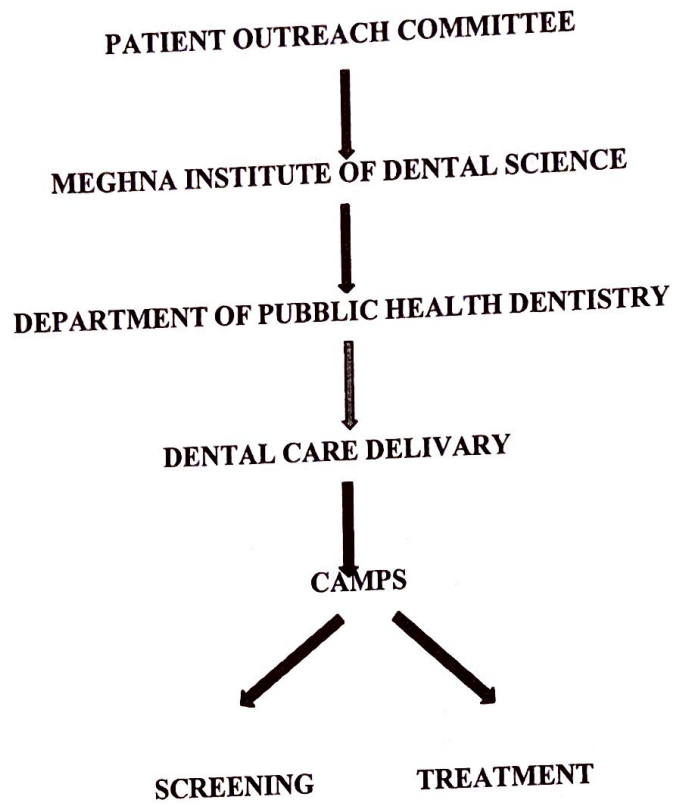 PATIENT OUTREACH COMMITTEE
MEGHNA INSTITUTE OF DENTAL SCIENCE
DEPARTMENT OF PUBBLIC HEALTH DENTISTRY
DENTAL CARE DELIVARY
CAMPS
SCREENING
TREATMENT